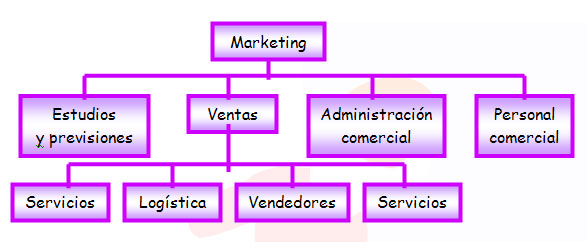 Marketing
Estudios
y previsiones
Ventas
Administración
comercial
Personal
comercial
Servicios
Logística
Vendedores
Servicios